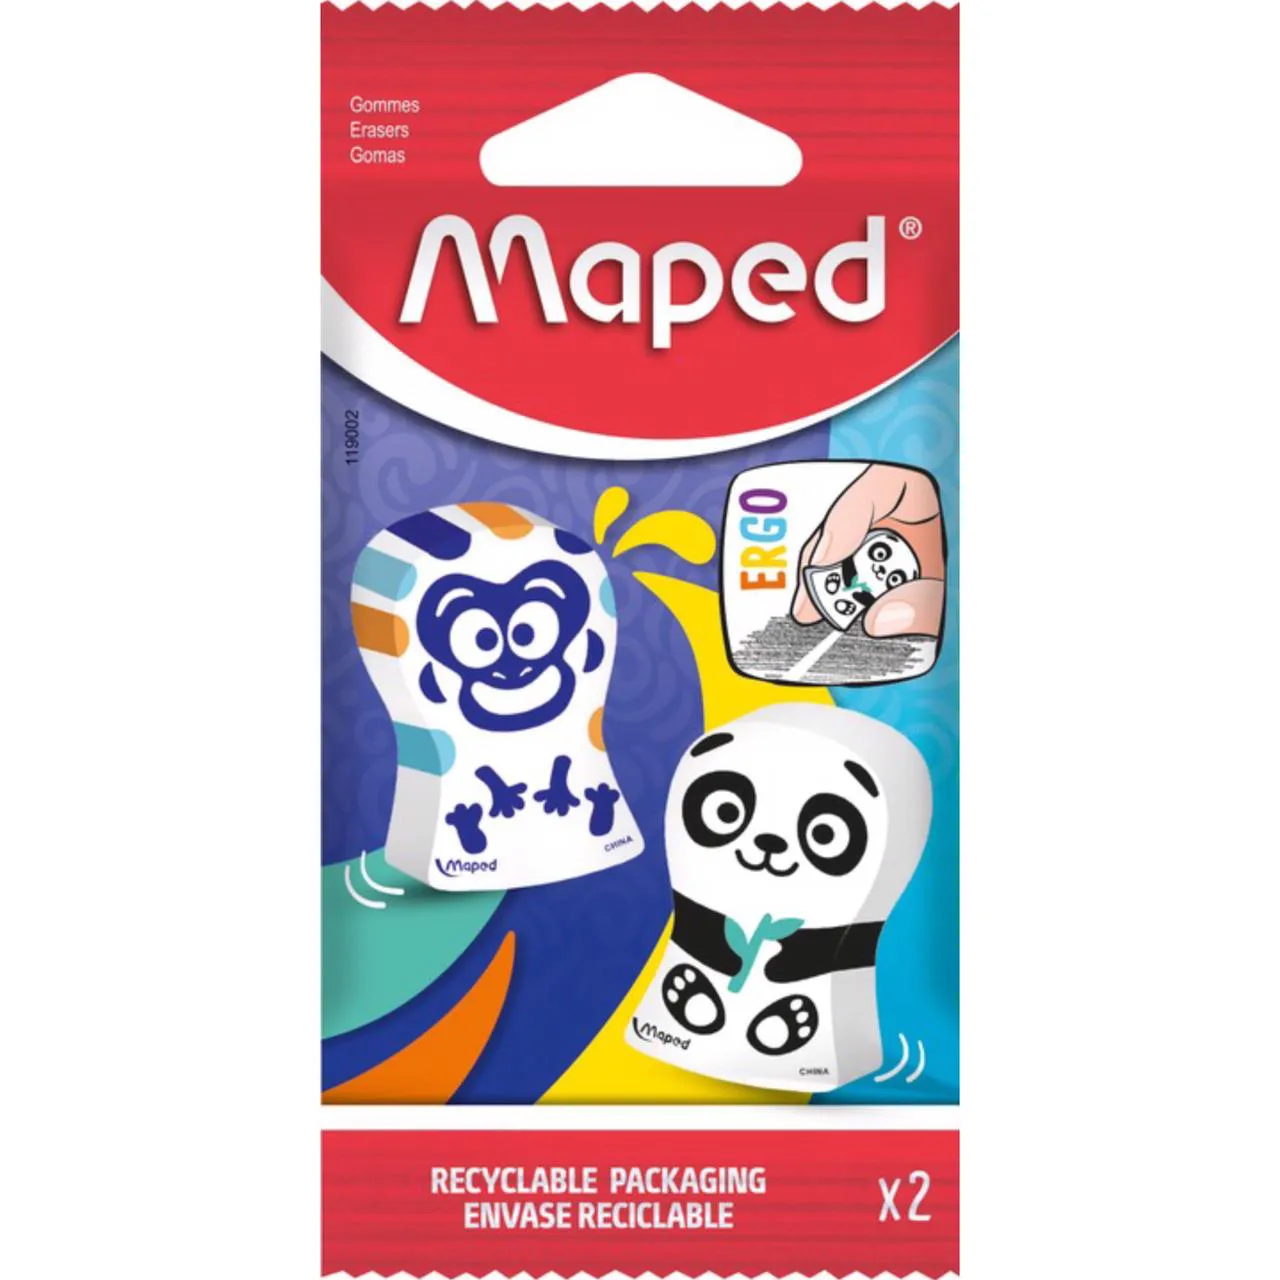 Gommes
Erasers
Gomas
Maped®
119002
ERGO
Maped
CHINA
Maped
CHINA
RECYCLABLE PACKAGING
ENVASE RECICLABLE
x2